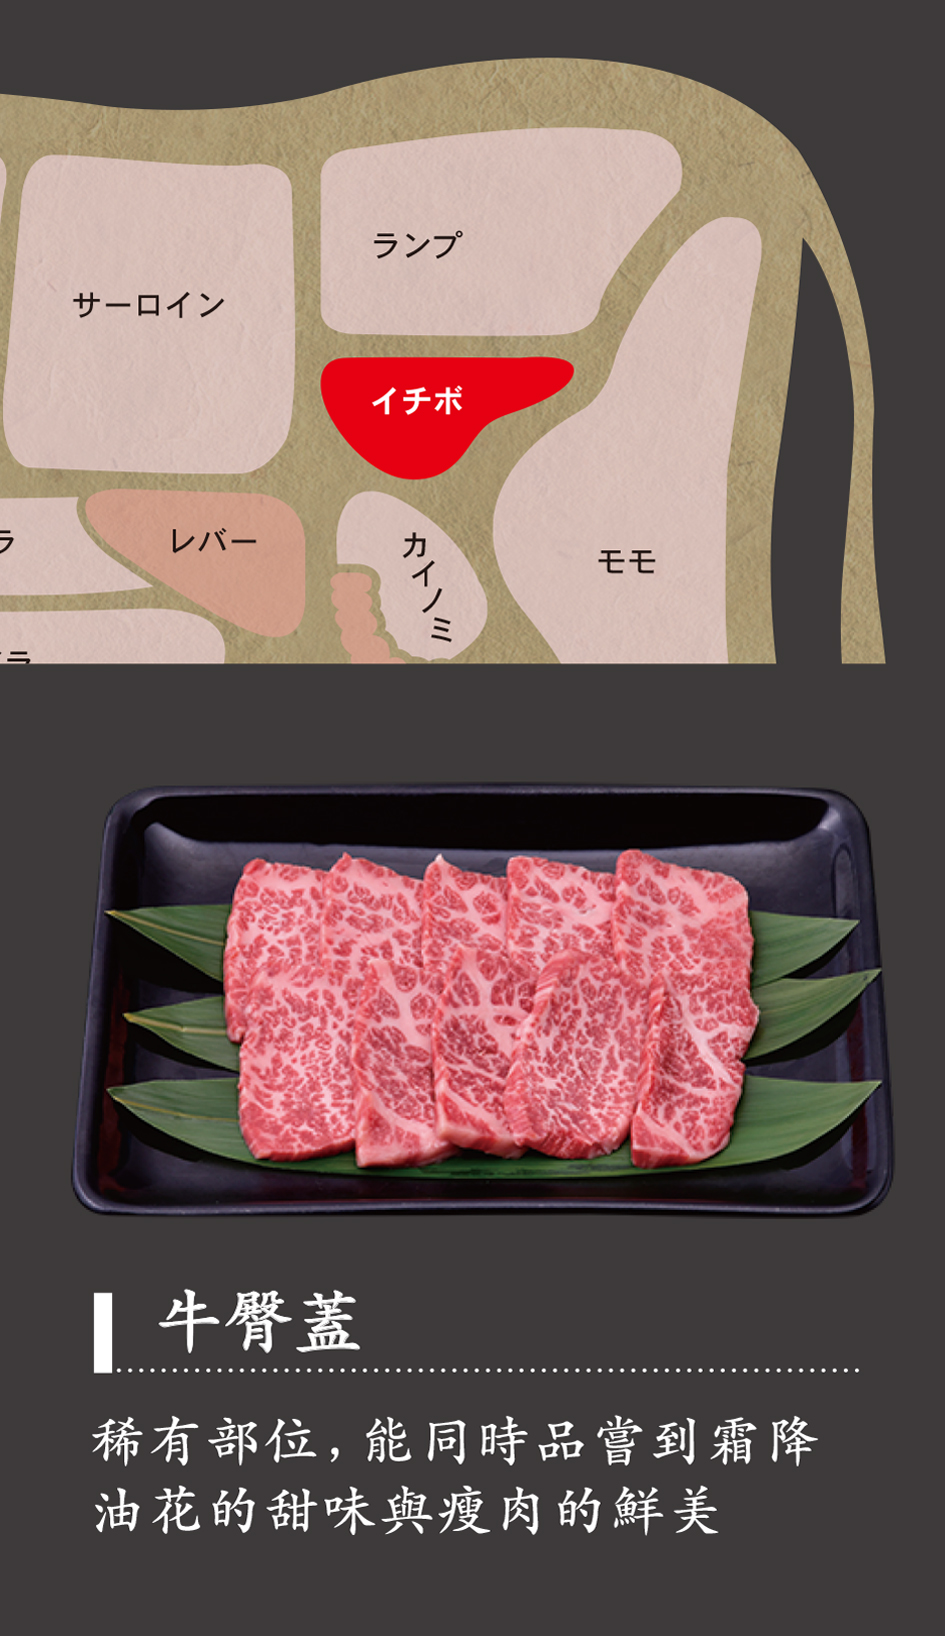 ランプ
サーロイン
イチボ
ラ
レバー
カイノミ
モモ
牛臀蓋
稀有部位，能同時品嘗到霜降
油花的甜味與瘦肉的鮮美